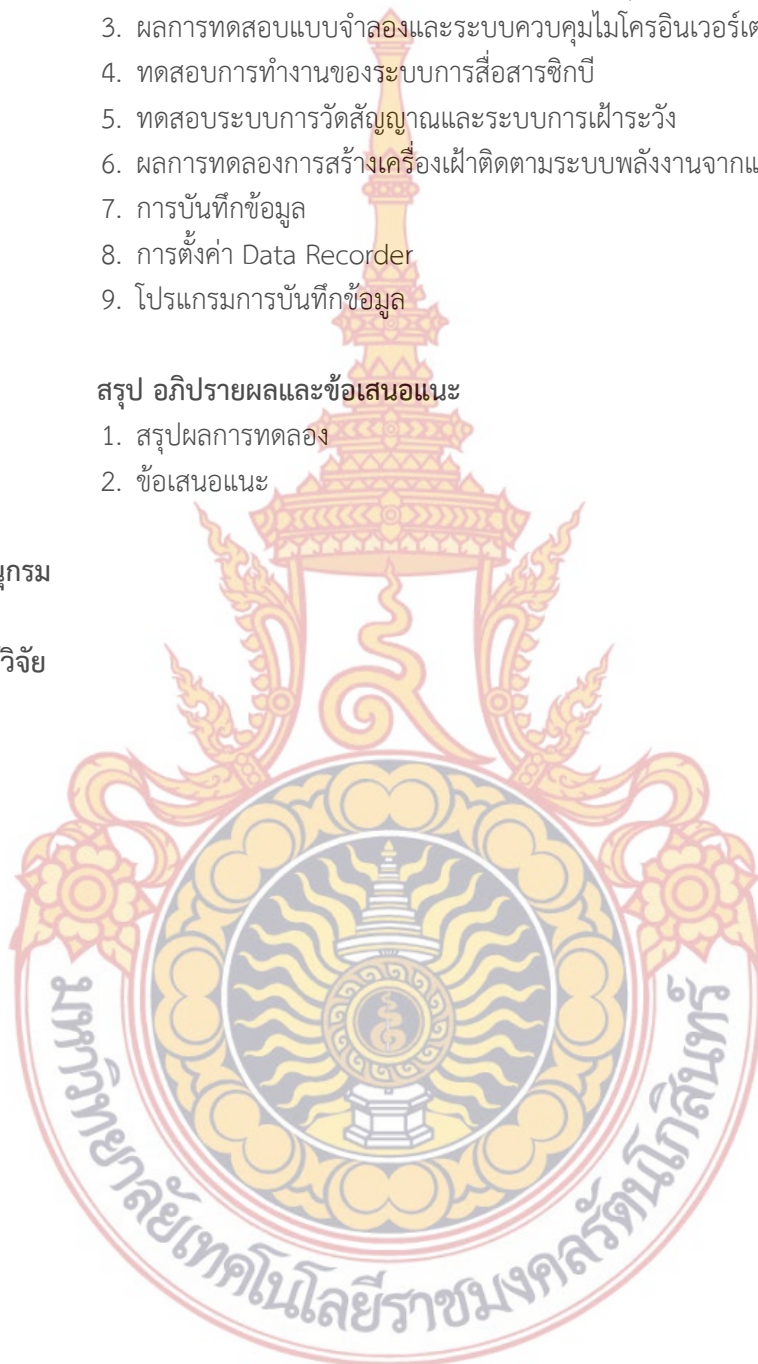 3. ผลการทดสอบแบบจำลองและระบบควบคุมไมโครอินเวอร์เต
4. ทดสอบการทำงานของระบบการสื่อสารซิกบี
5. ทดสอบระบบการวัดสัญญาณและระบบการเฝ้าระวัง
6. ผลการทดลองการสร้างเครื่องเฝ้าติดตามระบบพลังงานจากแ
7. การบันทึกข้อมูล
8. การตั้งค่า Data Recorder
9. โปรแกรมการบันทึกข้อมูล
สรุป อภิปรายผลและข้อเสนอแนะ
1. สรุปผลการทดลอง
2. ข้อเสนอแนะ
นุกรม
วิจัย
มหาวิทยาลัยเทคโนโลยีราชมงคลรัตนโกสินทร์